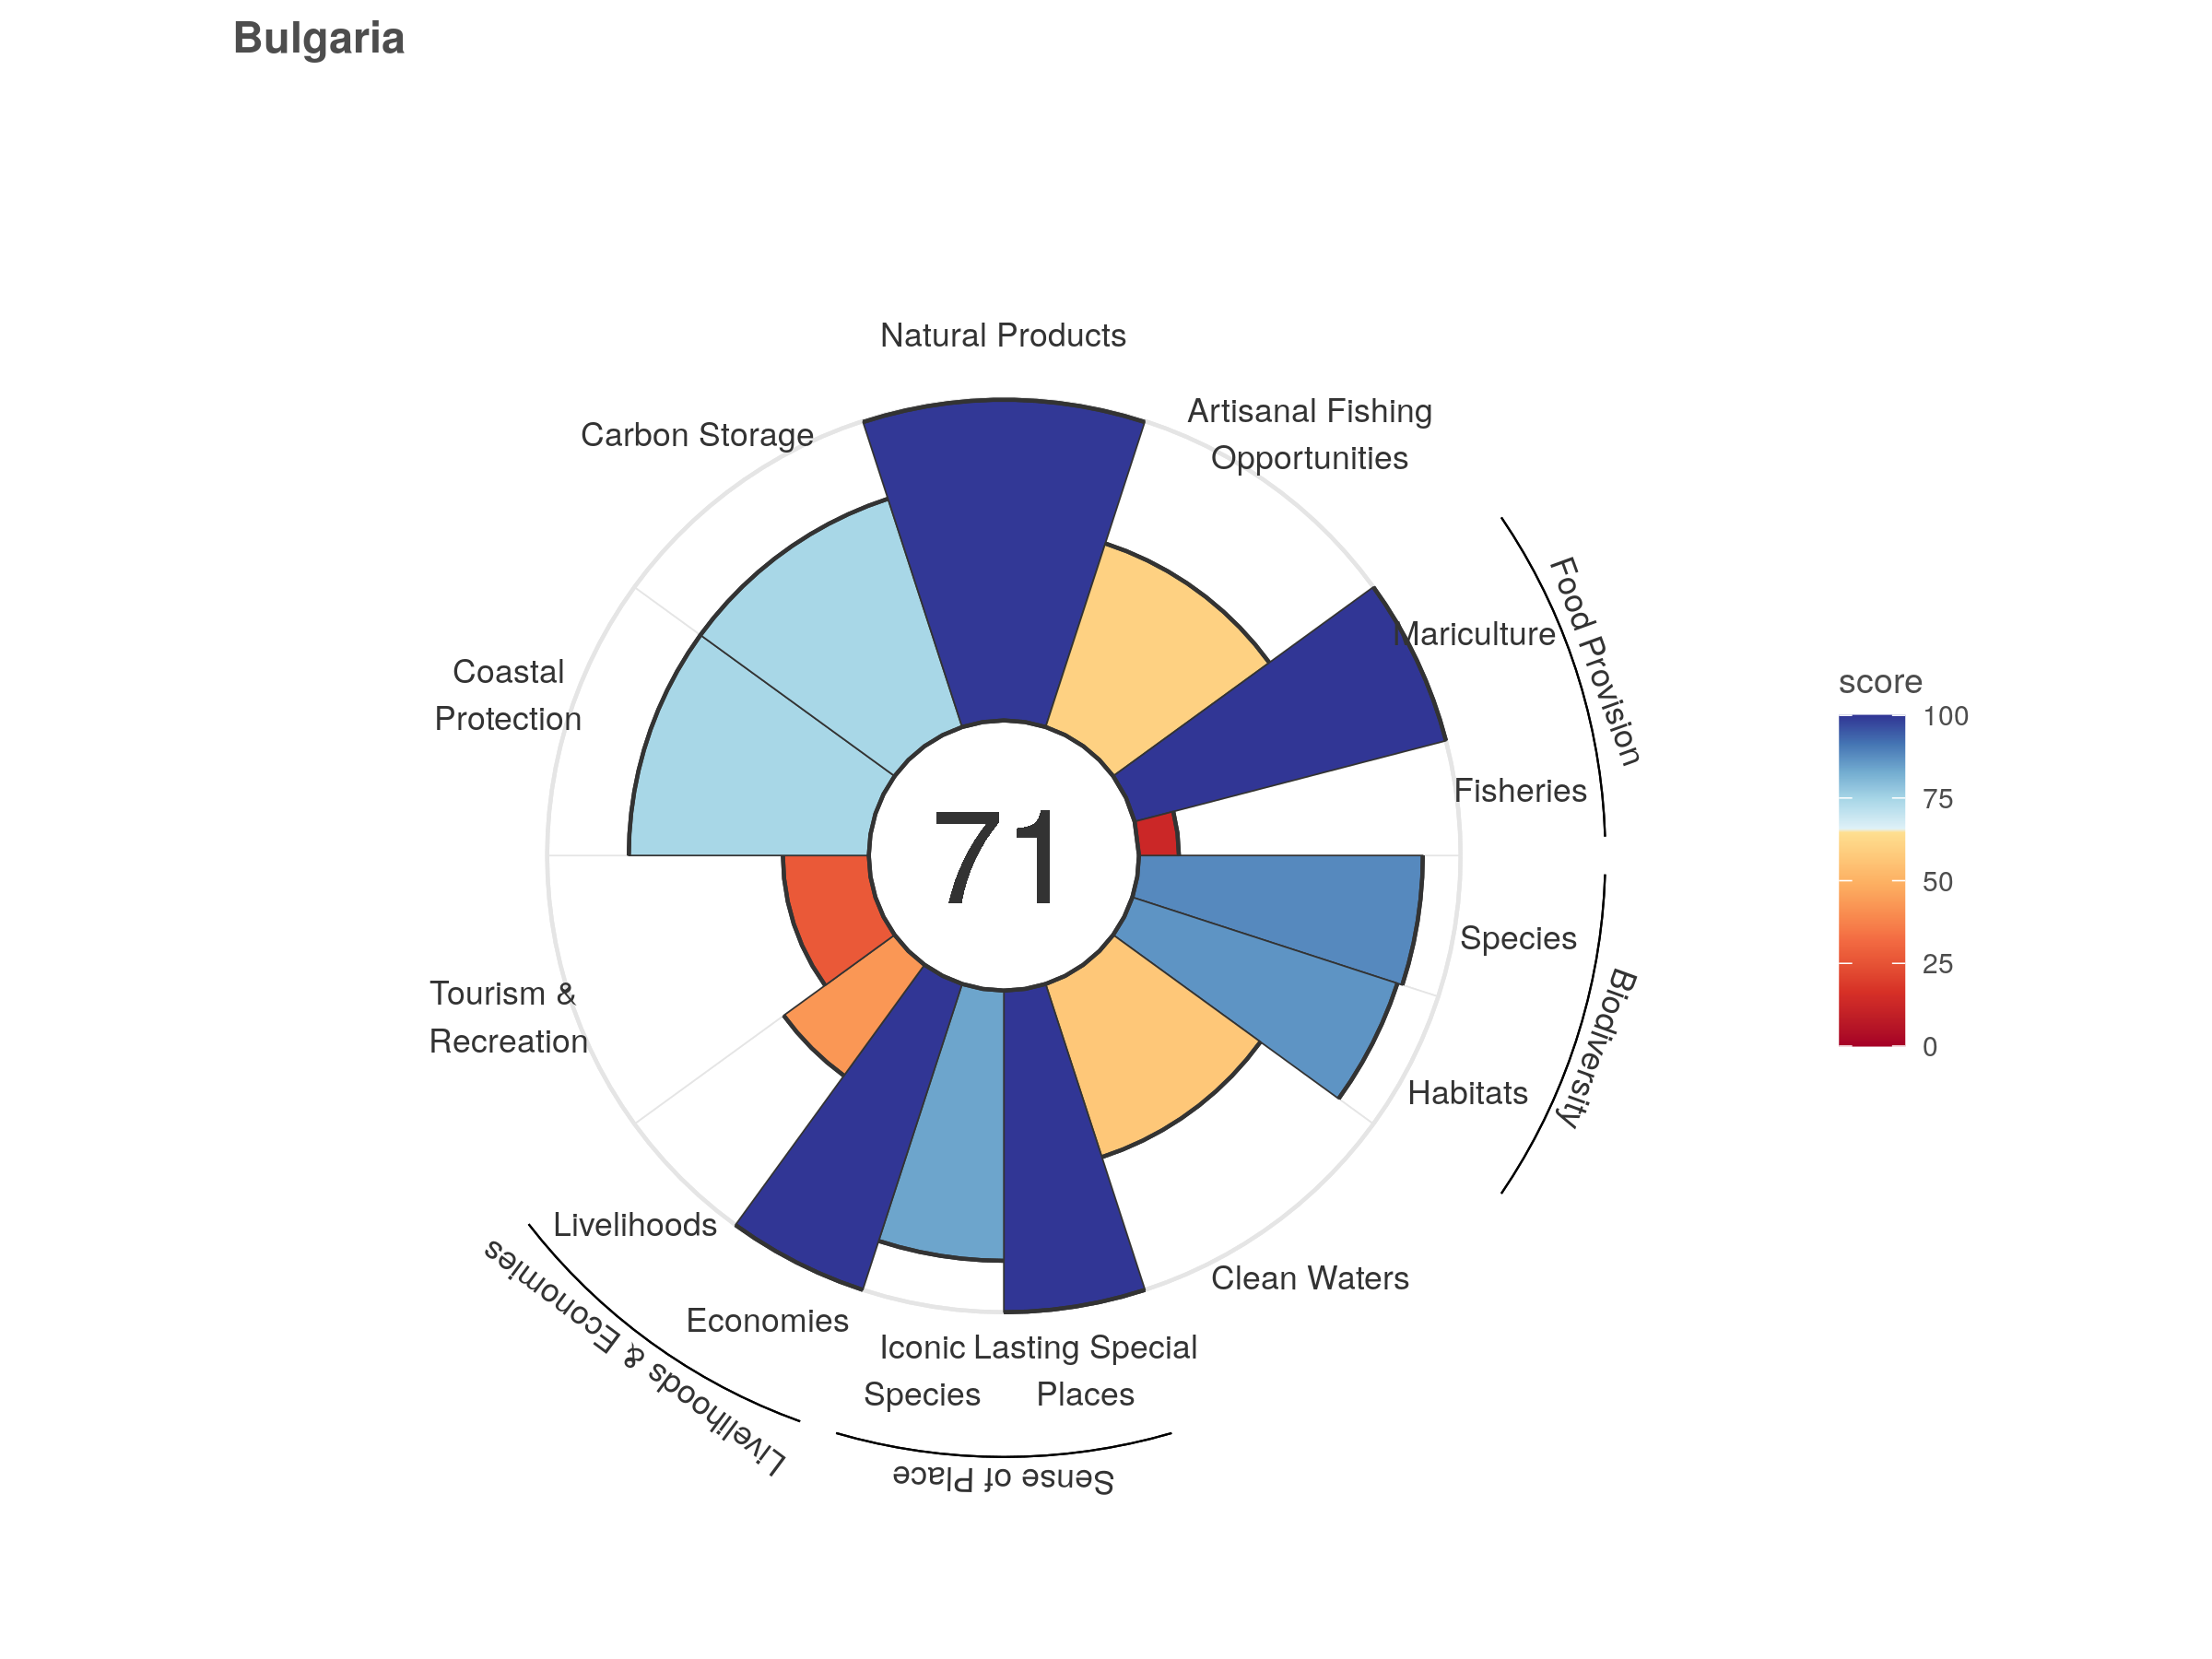 Bulgaria
Natural Products
Artisanal Fishing
Opportunities
Carbon Storage
Mariculture
Food Provision
Coastal
Protection
Fisheries
71
Species
Biodiversity
Habitats
Tourism &
Recreation
Livelihoods
Economies
Livelihoods & Economies
Iconic
Species
Lasting Special
Places
Sense of Place
Clean Waters
score
100
75
50
25
0